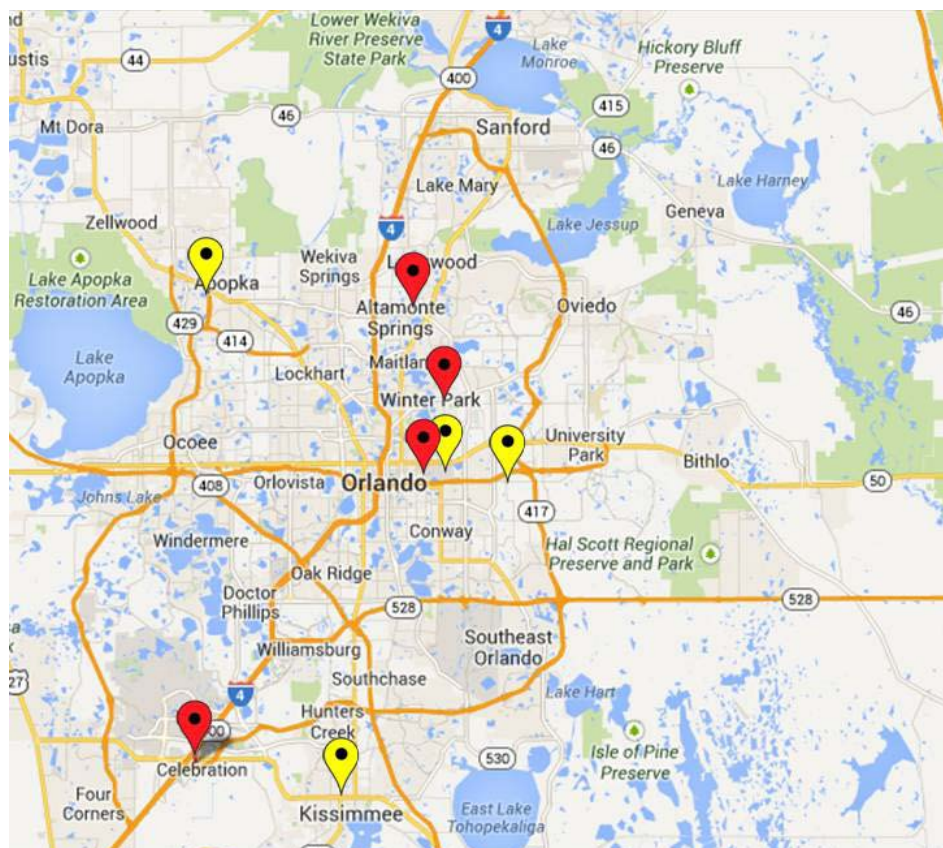 Lower Wekiva
River Preserve
State Park
4
Lake
Monroe
Hickory Bluff
Preserve
44
400
415
Mt Dora
46
Sanford
46
Lake Harney
Lake Mary
Geneva
Zellwood
4
Lake Jessup
Wekiva
Springs
Lake Apopka
Restoration Area
Apopka
Altamonte
Springs
Oviedo
46
429
414
Lake
Apopka
Maitland
Lockhart
Winter Park
Ocoee
University
Park
Bithlo
Orlovista
Orlando
50
408
Johns Lake
417
Windermere
Conway
Hal Scott Regional
Preserve and Park
Oak Ridge
Doctor
Phillips
528
528
Williamsburg
Southeast
Orlando
27
Southchase
4
Lake Hart
Hunters
Creek
Isle of Pine
Preserve
530
Celebration
Four
Corners
Kissimmee
East Lake
Tohopekaliga